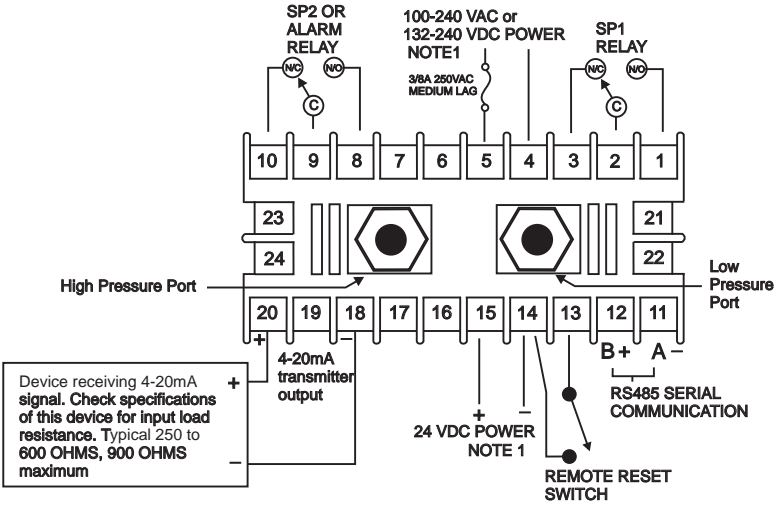 SP2 OR
ALARM
RELAY
100-240 VAC or
132-240 VDC POWER
NOTE1
SP1
RELAY
3/8A 250VAC
MEDIUM LAG
N/C
N/O
N/C
N/O
C
C
10
9
8
7
6
5
4
3
2
1
23
21
24
22
High Pressure Port
Low
Pressure
Port
20
19
18
17
16
15
14
13
12
11
+
−
B +
A −
4-20mA
transmitter
output
RS485 SERIAL
COMMUNICATION
Device receiving 4-20mA
signal. Check specifications
of this device for input load
resistance. Typical 250 to
600 OHMS, 900 OHMS
maximum
+
−
+
−
24 VDC POWER
NOTE 1
REMOTE RESET
SWITCH